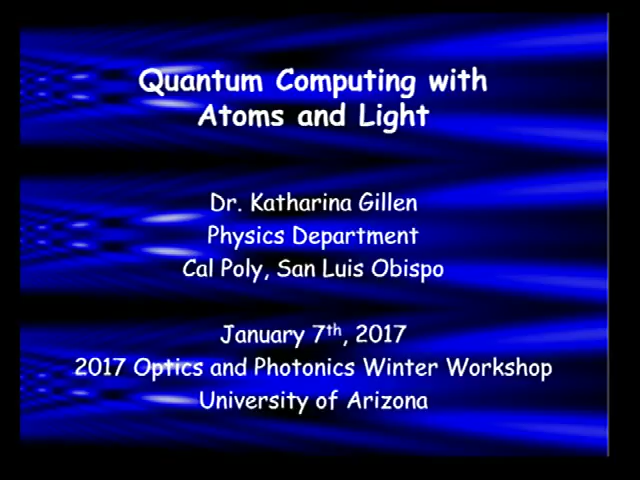 Quantum Computing with
Atoms and Light
Dr. Katharina Gillen
Physics Department
Cal Poly, San Luis Obispo
January 7th, 2017
2017 Optics and Photonics Winter Workshop
University of Arizona